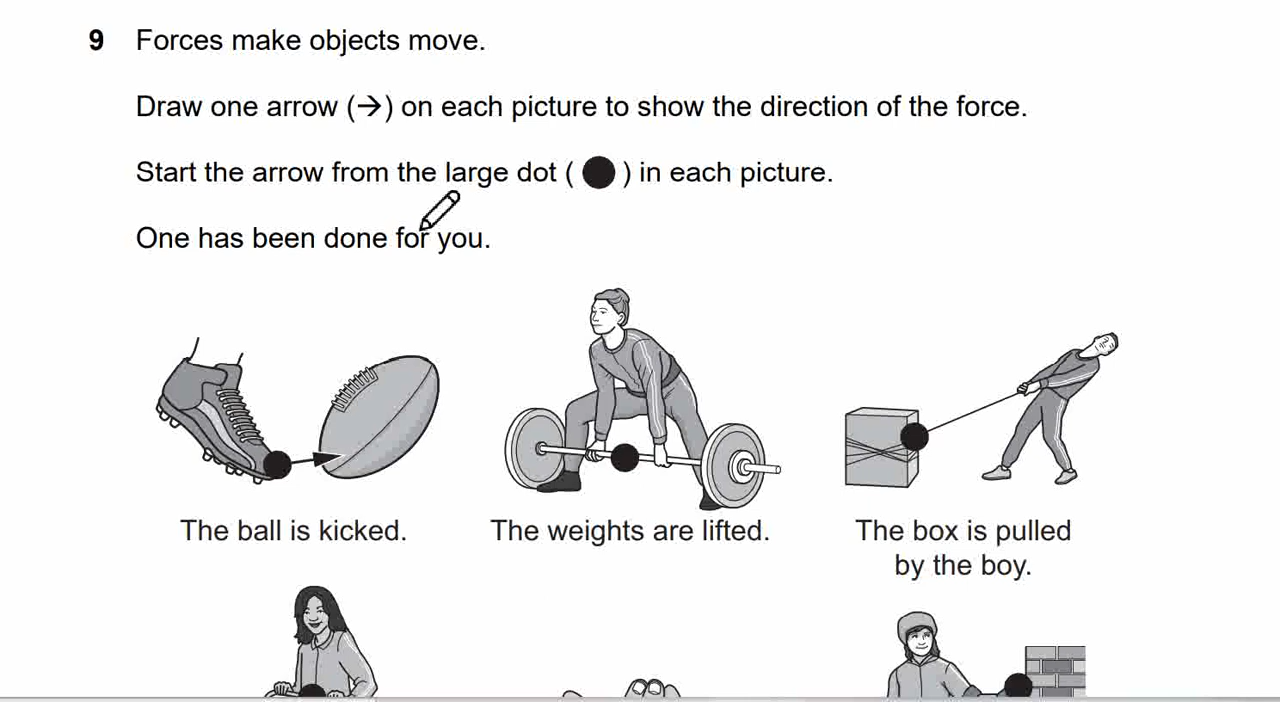 9 Forces make objects move.
Draw one arrow (→) on each picture to show the direction of the force.
Start the arrow from the large dot ( ● ) in each picture.
One has been done for you.
The ball is kicked.
The weights are lifted.
The box is pulled
by the boy.